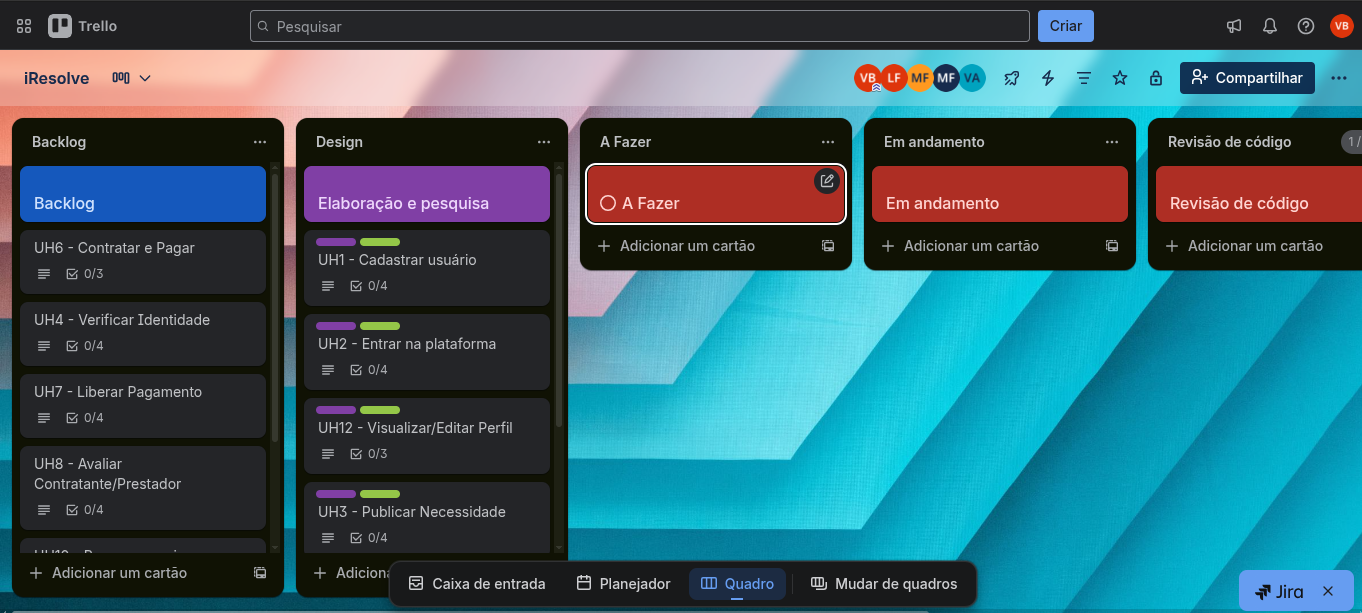 Trello
Pesquisar
Criar
VB
iResolve
VB LF MF MF VA
Compartilhar
Backlog
Backlog
UH6 - Contratar e Pagar
0/3
UH4 - Verificar Identidade
0/4
UH7 - Liberar Pagamento
0/4
UH8 - Avaliar
Contratante/Prestador
0/4
Adicionar um cartão
Design
Elaboração e pesquisa
UH1 - Cadastrar usuário
0/4
UH2 - Entrar na plataforma
0/4
UH12 - Visualizar/Editar Perfil
0/3
UH3 - Publicar Necessidade
0/4
Adicion
A Fazer
A Fazer
Adicionar um cartão
Em andamento
Em andamento
Adicionar um cartão
Revisão de código
1/
Revisão de código
Adicionar um cartão
Caixa de entrada
Planejador
Quadro
Mudar de quadros
Jira